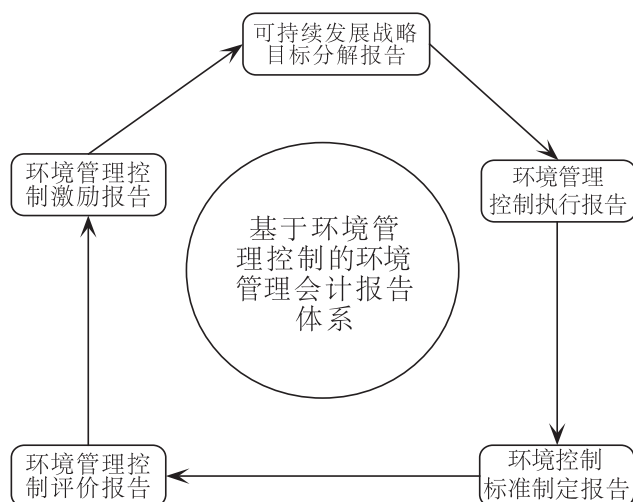 可持续发展战略
目标分解报告
环境管理控
制激励报告
环境管理
控制执行报告
基于环境管
理控制的环境
管理会计报告
体系
环境管理控
制评价报告
环境控制
标准制定报告